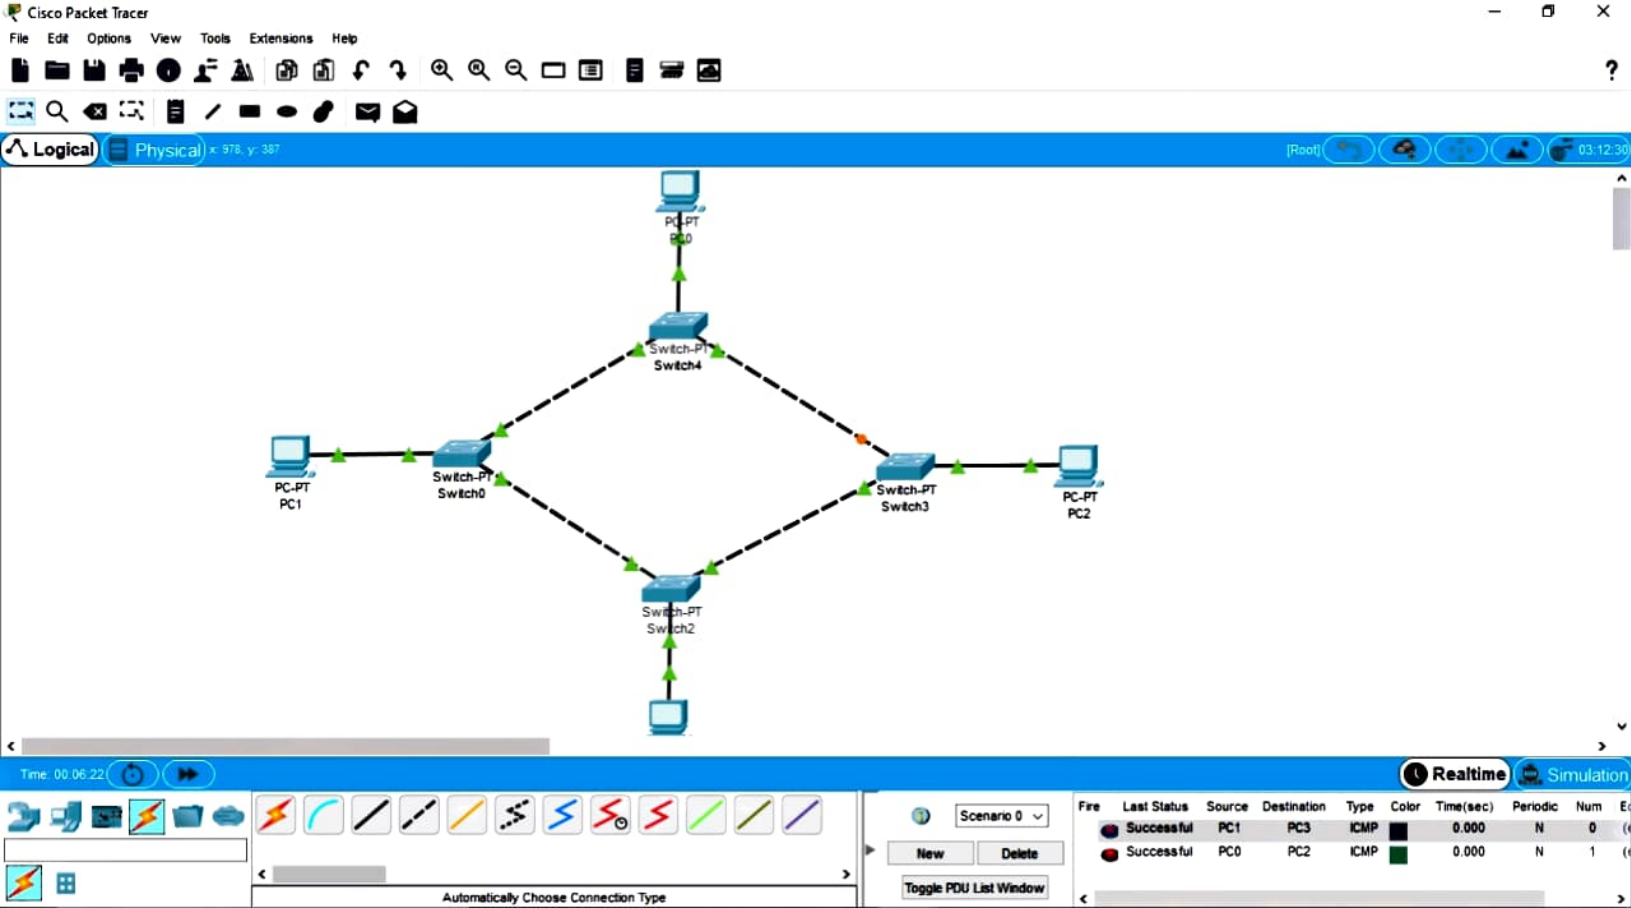 Cisco Packet Tracer
File Edit Options View Tools Extensions Help
?
Logical Physical x: 978, y: 387 [Root] 03:12:30
PC-PT
PC0
Switch-PT
Switch4
PC-PT
PC1
Switch-PT
Switch0
Switch-PT
Switch3
PC-PT
PC2
Switch-PT
Switch2
Time: 00:06:22 Realtime Simulation
Scenario 0
New Delete
Toggle PDU List Window
Automatically Choose Connection Type
Fire Last Status Source Destination Type Color Time(sec) Periodic Num
Successful PC1 PC3 ICMP 0.000 N 0
Successful PC0 PC2 ICMP 0.000 N 1